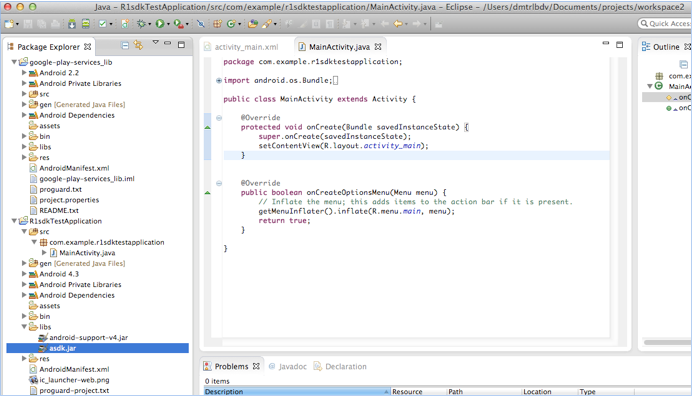 Java – R1sdkTestApplication/src/com/example/r1sdktestapplication/MainActivity.java – Eclipse – /Users/dmtrlbdv/Documents/projects/workspace2
Quick Access
Package Explorer
google-play-services_lib
Android 2.2
Android Private Libraries
src
gen [Generated Java Files]
Android Dependencies
assets
bin
libs
res
AndroidManifest.xml
google-play-services_lib.iml
proguard.txt
project.properties
README.txt
R1sdkTestApplication
src
com.example.r1sdktestapplication
MainActivity.java
gen [Generated Java Files]
Android 4.3
Android Private Libraries
Android Dependencies
assets
bin
libs
android-support-v4.jar
asdk.jar
res
AndroidManifest.xml
ic_launcher-web.png
proguard-project.txt
activity_main.xml
MainActivity.java
package com.example.r1sdktestapplication;
import android.os.Bundle;
public class MainActivity extends Activity {
@Override
protected void onCreate(Bundle savedInstanceState) {
super.onCreate(savedInstanceState);
setContentView(R.layout.activity_main);
}
@Override
public boolean onCreateOptionsMenu(Menu menu) {
// Inflate the menu; this adds items to the action bar if it is present.
getMenuInflater().inflate(R.menu.main, menu);
return true;
}
}
Outline
com.ex
MainA
onC
onC
Problems
Javadoc
Declaration
0 items
Description
Resource
Path
Location
Type